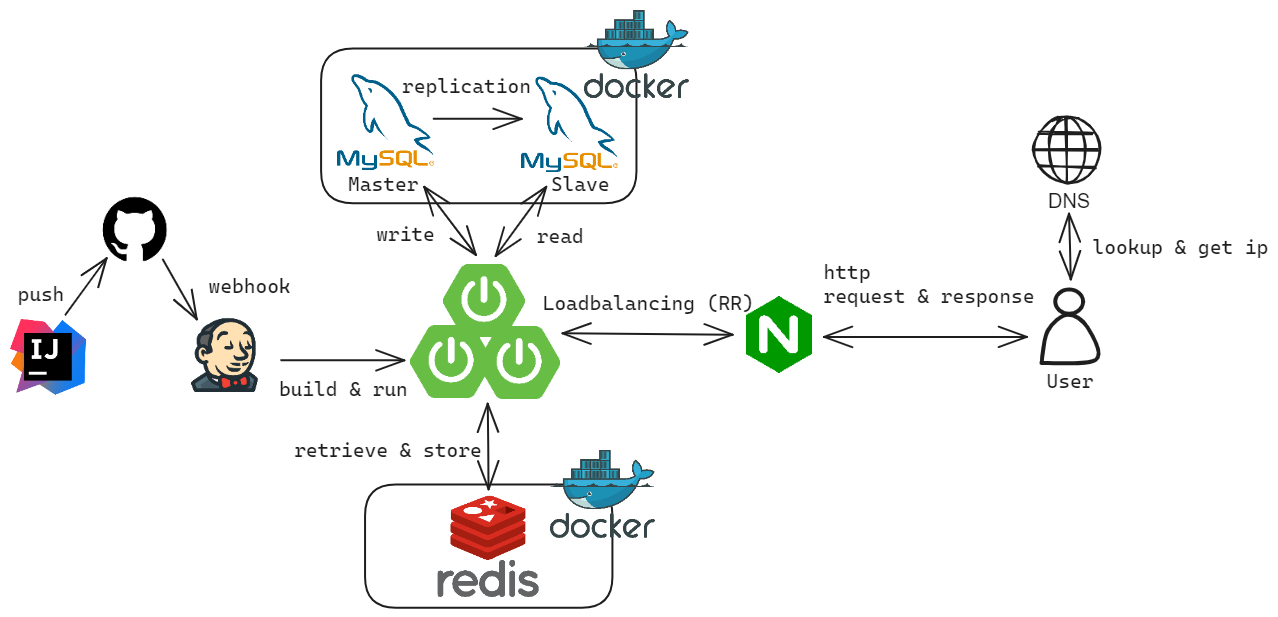 docker
replication
MySQL
MySQL
Master
Slave
write
read
DNS
lookup & get ip
push
webhook
IJ
build & run
Loadbalancing (RR)
N
http
request & response
User
retrieve & store
docker
redis